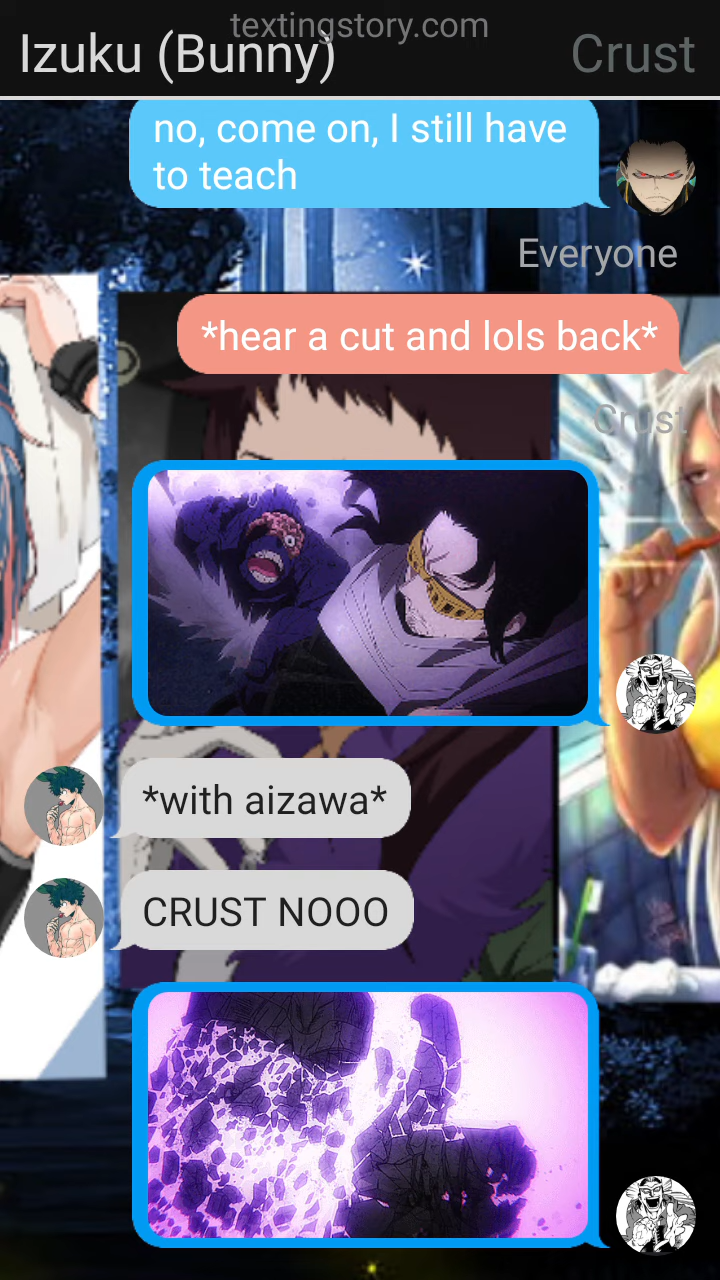 textingstory.com
Izuku (Bunny)
Crust
no, come on, I still have
to teach
Everyone
*hear a cut and lols back*
Crust
*with aizawa*
CRUST NOOO